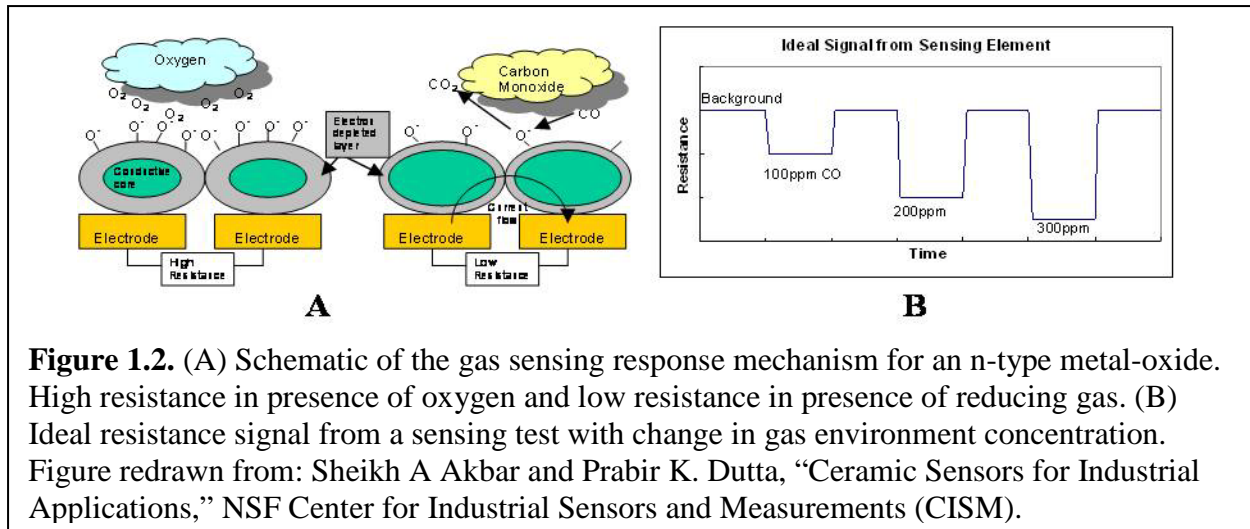 Oxygen
O₂ O₂ O₂ O₂ O₂ O₂
O⁻ O⁻ O⁻ O⁻ O⁻ O⁻
Conductive
core
Electrode
Electrode
High
Resistance
Electron
depleted
layer
Carbon
Monoxide
CO₂
CO
O⁻ O⁻ O⁻
Current
flow
Electrode
Electrode
Low
Resistance
A
Ideal Signal from Sensing Element
Background
Resistance
100ppm CO
200ppm
300ppm
Time
B
Figure 1.2. (A) Schematic of the gas sensing response mechanism for an n-type metal-oxide.
High resistance in presence of oxygen and low resistance in presence of reducing gas. (B)
Ideal resistance signal from a sensing test with change in gas environment concentration.
Figure redrawn from: Sheikh A Akbar and Prabir K. Dutta, “Ceramic Sensors for Industrial
Applications,” NSF Center for Industrial Sensors and Measurements (CISM).